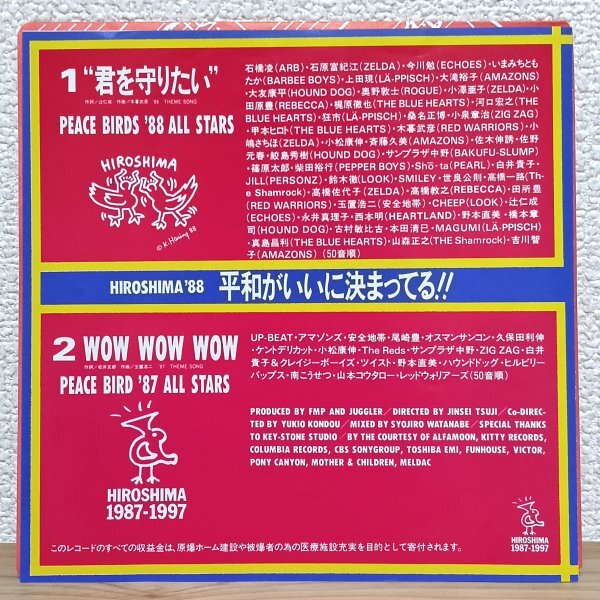 1 “君を守りたい”
作詞／辻仁成 作曲／木暮武彦 '88 THEME SONG
PEACE BIRDS '88 ALL STARS
HIROSHIMA
© K. Haring 88
石橋凌(ARB)・石原富紀江(ZELDA)・今川勉(ECHOES)・いまみちとも
たか(BARBEE BOYS)・上田現(LÄ-PPISCH)・大滝裕子(AMAZONS)・
大友康平(HOUND DOG)・奥野敦士(ROGUE)・小澤亜子(ZELDA)・小
田原豊(REBECCA)・梶原徹也(THE BLUE HEARTS)・河口宏之(THE
BLUE HEARTS)・狂市(LÄ-PPISCH)・桑名正博・小泉章治(ZIG ZAG)・
甲本ヒロト(THE BLUE HEARTS)・木暮武彦(RED WARRIORS)・小
嶋さちほ(ZELDA)・小松康伸・斉藤久美(AMAZONS)・佐木伸誘・佐野
元春・鮫島秀樹(HOUND DOG)・サンプラザ中野(BAKUFU-SLUMP)
・篠原太郎・柴田裕行(PEPPER BOYS)・Shō-ta(PEARL)・白井貴子・
JILL(PERSONZ)・鈴木徹(LOOK)・SMILEY・世良公則・高橋一路(Th
e Shamrock)・高橋佐代子(ZELDA)・高橋教之(REBECCA)・田所豊
(RED WARRIORS)・玉置浩二(安全地帯)・CHEEP(LOOK)・辻仁成
(ECHOES)・永井真理子・西本明(HEARTLAND)・野本直美・橋本章
司(HOUND DOG)・古村敏比古・本田清巳・MAGUMI(LÄ-PPISCH)
・真島昌利(THE BLUE HEARTS)・山森正之(THE Shamrock)・吉川智
子(AMAZONS) (50音順)
HIROSHIMA'88 平和がいいに決まってる!!
2 WOW WOW WOW
作詞／松井五郎 作曲／玉置浩二 '87 THEME SONG
PEACE BIRD '87 ALL STARS
HIROSHIMA
1987-1997
UP-BEAT・アマゾンズ・安全地帯・尾崎豊・オスマンサンコン・久保田利伸
・ケントデリカット・小松康伸・The Reds・サンプラザ中野・ZIG ZAG・白井
貴子&クレイジーボーイズ・ツイスト・野本直美・ハウンドドッグ・ヒルビリー
バップス・南こうせつ・山本コウタロー・レッドウォリアーズ(50音順)
PRODUCED BY FMP AND JUGGLER／DIRECTED BY JINSEI TSUJI／Co-DIREC-
TED BY YUKIO KONDOU／MIXED BY SYOJIRO WATANABE／SPECIAL THANKS
TO KEY-STONE STUDIO／BY THE COURTESY OF ALFAMOON, KITTY RECORDS,
COLUMBIA RECORDS, CBS SONYGROUP, TOSHIBA EMI, FUNHOUSE, VICTOR,
PONY CANYON, MOTHER & CHILDREN, MELDAC
HIROSHIMA
1987-1997
このレコードのすべての収益金は、原爆ホーム建設や被爆者の為の医療施設充実を目的として寄付されます。